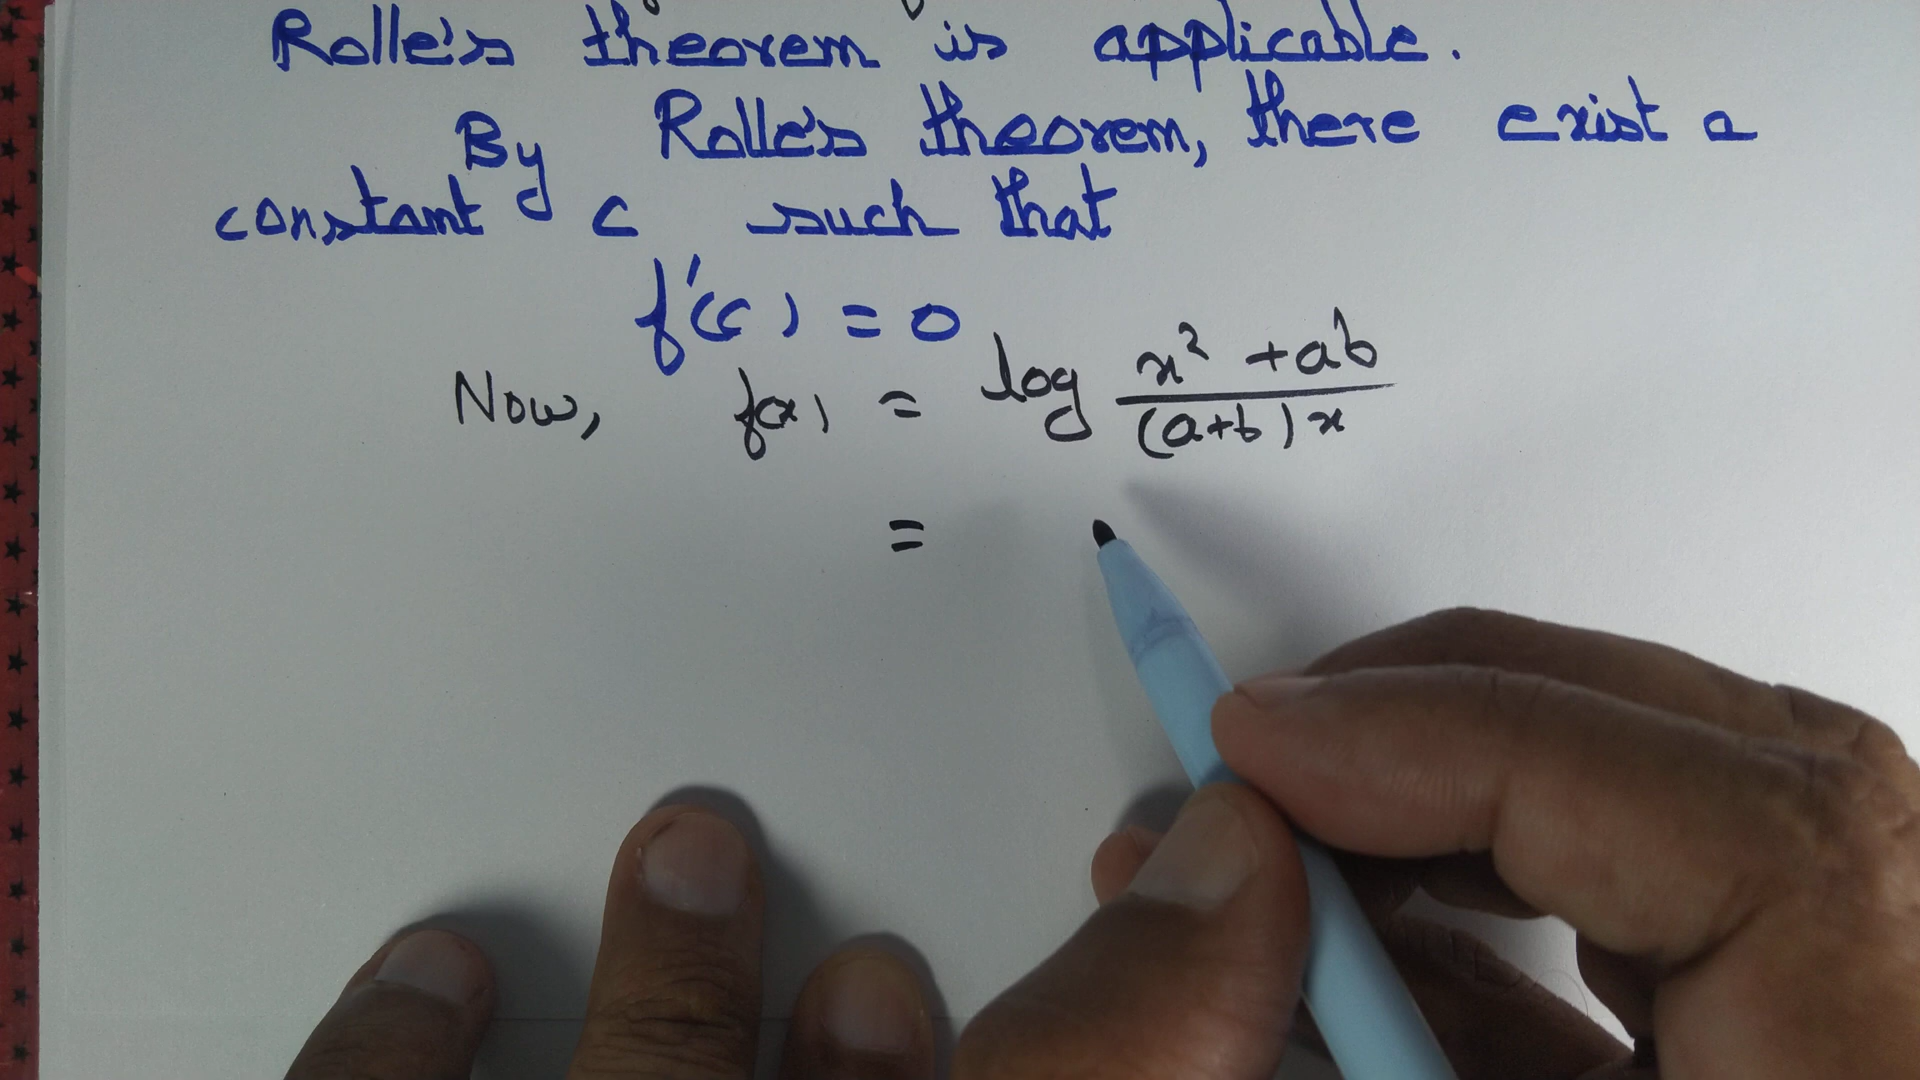 Rolle's theorem is applicable.
By Rolle's theorem, there exist a
constant c such that
f'(c) = 0
Now, f(x) = log x² + ab / (a+b)x
=